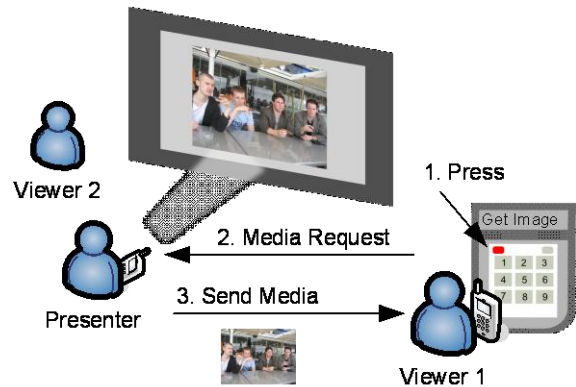 Viewer 2
1. Press
Get Image
2. Media Request
1 2 3
4 5 6
7 8 9
3. Send Media
Presenter
Viewer 1